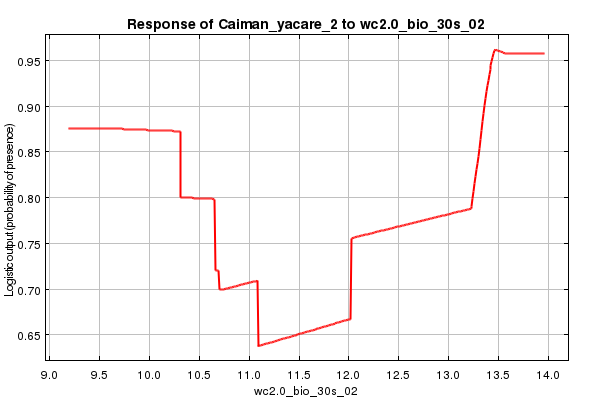 Response of Caiman_yacare_2 to wc2.0_bio_30s_02
Logistic output (probability of presence)
0.95
0.90
0.85
0.80
0.75
0.70
0.65
9.0 9.5 10.0 10.5 11.0 11.5 12.0 12.5 13.0 13.5 14.0
wc2.0_bio_30s_02